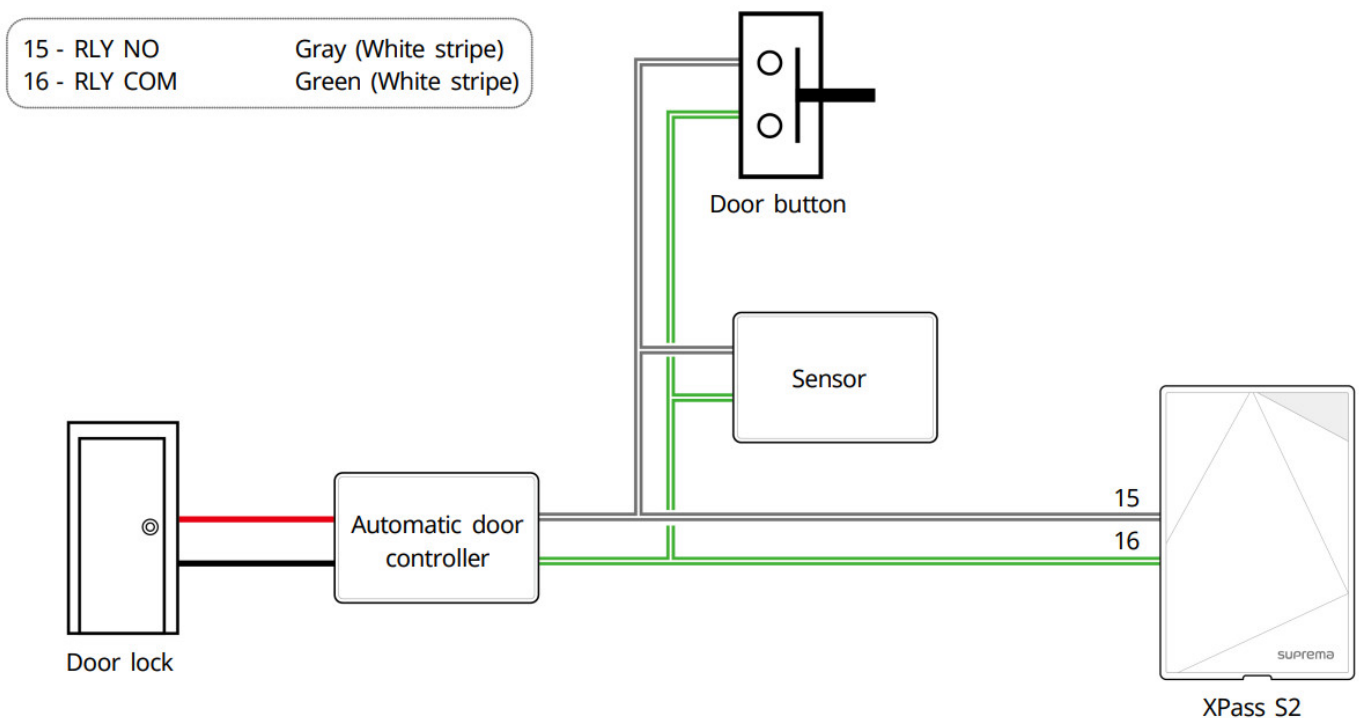 15 - RLY NO Gray (White stripe)
16 - RLY COM Green (White stripe)
Door button
Sensor
15
16
Automatic door
controller
suprema
Door lock
XPass S2